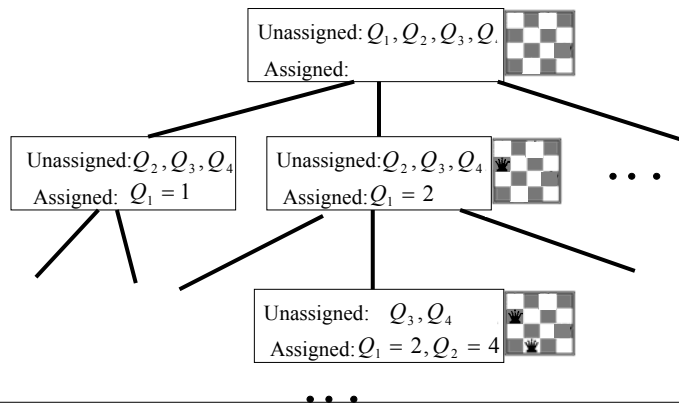 Unassigned: Q₁, Q₂, Q₃, Q
Assigned:
Unassigned: Q₂, Q₃, Q₄
Assigned: Q₁ = 1
Unassigned: Q₂, Q₃, Q₄
Assigned: Q₁ = 2
• • •
Unassigned: Q₃, Q₄
Assigned: Q₁ = 2, Q₂ = 4
• • •